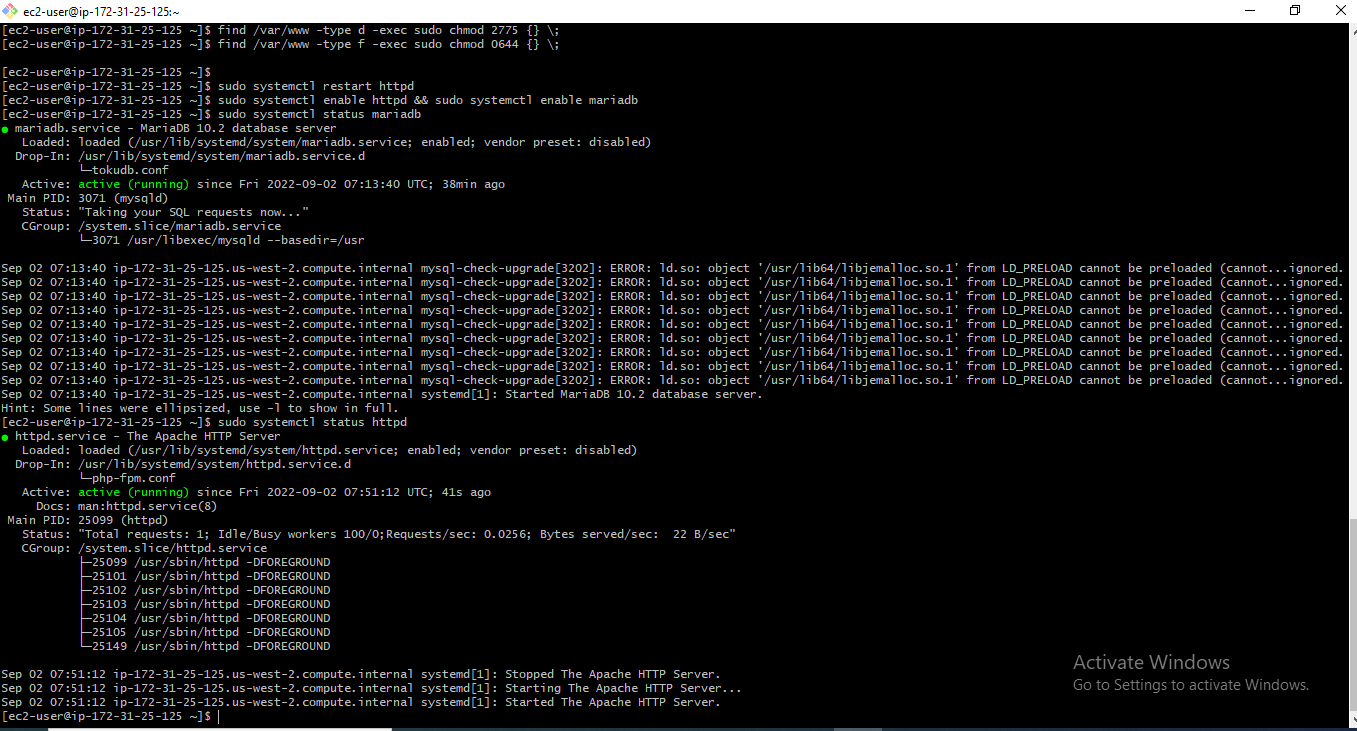 ec2-user@ip-172-31-25-125:~
[ec2-user@ip-172-31-25-125 ~]$ find /var/www -type d -exec sudo chmod 2775 {} \;
[ec2-user@ip-172-31-25-125 ~]$ find /var/www -type f -exec sudo chmod 0644 {} \;
[ec2-user@ip-172-31-25-125 ~]$
[ec2-user@ip-172-31-25-125 ~]$ sudo systemctl restart httpd
[ec2-user@ip-172-31-25-125 ~]$ sudo systemctl enable httpd && sudo systemctl enable mariadb
[ec2-user@ip-172-31-25-125 ~]$ sudo systemctl status mariadb
● mariadb.service - MariaDB 10.2 database server
Loaded: loaded (/usr/lib/systemd/system/mariadb.service; enabled; vendor preset: disabled)
Drop-In: /usr/lib/systemd/system/mariadb.service.d
└─tokudb.conf
Active: active (running) since Fri 2022-09-02 07:13:40 UTC; 38min ago
Main PID: 3071 (mysqld)
Status: "Taking your SQL requests now..."
CGroup: /system.slice/mariadb.service
└─3071 /usr/libexec/mysqld --basedir=/usr
Sep 02 07:13:40 ip-172-31-25-125.us-west-2.compute.internal mysql-check-upgrade[3202]: ERROR: ld.so: object '/usr/lib64/libjemalloc.so.1' from LD_PRELOAD cannot be preloaded (cannot...ignored.
Sep 02 07:13:40 ip-172-31-25-125.us-west-2.compute.internal mysql-check-upgrade[3202]: ERROR: ld.so: object '/usr/lib64/libjemalloc.so.1' from LD_PRELOAD cannot be preloaded (cannot...ignored.
Sep 02 07:13:40 ip-172-31-25-125.us-west-2.compute.internal mysql-check-upgrade[3202]: ERROR: ld.so: object '/usr/lib64/libjemalloc.so.1' from LD_PRELOAD cannot be preloaded (cannot...ignored.
Sep 02 07:13:40 ip-172-31-25-125.us-west-2.compute.internal mysql-check-upgrade[3202]: ERROR: ld.so: object '/usr/lib64/libjemalloc.so.1' from LD_PRELOAD cannot be preloaded (cannot...ignored.
Sep 02 07:13:40 ip-172-31-25-125.us-west-2.compute.internal mysql-check-upgrade[3202]: ERROR: ld.so: object '/usr/lib64/libjemalloc.so.1' from LD_PRELOAD cannot be preloaded (cannot...ignored.
Sep 02 07:13:40 ip-172-31-25-125.us-west-2.compute.internal mysql-check-upgrade[3202]: ERROR: ld.so: object '/usr/lib64/libjemalloc.so.1' from LD_PRELOAD cannot be preloaded (cannot...ignored.
Sep 02 07:13:40 ip-172-31-25-125.us-west-2.compute.internal mysql-check-upgrade[3202]: ERROR: ld.so: object '/usr/lib64/libjemalloc.so.1' from LD_PRELOAD cannot be preloaded (cannot...ignored.
Sep 02 07:13:40 ip-172-31-25-125.us-west-2.compute.internal mysql-check-upgrade[3202]: ERROR: ld.so: object '/usr/lib64/libjemalloc.so.1' from LD_PRELOAD cannot be preloaded (cannot...ignored.
Sep 02 07:13:40 ip-172-31-25-125.us-west-2.compute.internal mysql-check-upgrade[3202]: ERROR: ld.so: object '/usr/lib64/libjemalloc.so.1' from LD_PRELOAD cannot be preloaded (cannot...ignored.
Sep 02 07:13:40 ip-172-31-25-125.us-west-2.compute.internal systemd[1]: Started MariaDB 10.2 database server.
Hint: Some lines were ellipsized, use -l to show in full.
[ec2-user@ip-172-31-25-125 ~]$ sudo systemctl status httpd
● httpd.service - The Apache HTTP Server
Loaded: loaded (/usr/lib/systemd/system/httpd.service; enabled; vendor preset: disabled)
Drop-In: /usr/lib/systemd/system/httpd.service.d
└─php-fpm.conf
Active: active (running) since Fri 2022-09-02 07:51:12 UTC; 41s ago
Docs: man:httpd.service(8)
Main PID: 25099 (httpd)
Status: "Total requests: 1; Idle/Busy workers 100/0;Requests/sec: 0.0256; Bytes served/sec:  22 B/sec"
CGroup: /system.slice/httpd.service
├─25099 /usr/sbin/httpd -DFOREGROUND
├─25101 /usr/sbin/httpd -DFOREGROUND
├─25102 /usr/sbin/httpd -DFOREGROUND
├─25103 /usr/sbin/httpd -DFOREGROUND
├─25104 /usr/sbin/httpd -DFOREGROUND
├─25105 /usr/sbin/httpd -DFOREGROUND
└─25149 /usr/sbin/httpd -DFOREGROUND
Sep 02 07:51:12 ip-172-31-25-125.us-west-2.compute.internal systemd[1]: Stopped The Apache HTTP Server.
Sep 02 07:51:12 ip-172-31-25-125.us-west-2.compute.internal systemd[1]: Starting The Apache HTTP Server...
Sep 02 07:51:12 ip-172-31-25-125.us-west-2.compute.internal systemd[1]: Started The Apache HTTP Server.
[ec2-user@ip-172-31-25-125 ~]$
Activate Windows
Go to Settings to activate Windows.